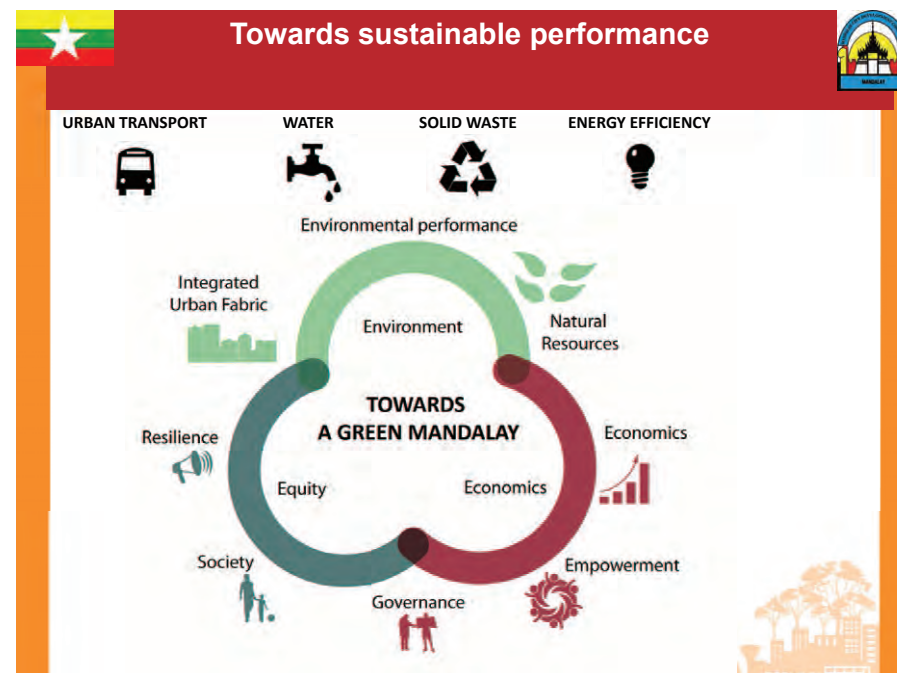 Towards sustainable performance
MANDALAY
URBAN TRANSPORT
WATER
SOLID WASTE
ENERGY EFFICIENCY
Environmental performance
Integrated
Urban Fabric
Environment
Natural
Resources
TOWARDS
A GREEN MANDALAY
Resilience
Economics
Equity
Economics
Society
Empowerment
Governance